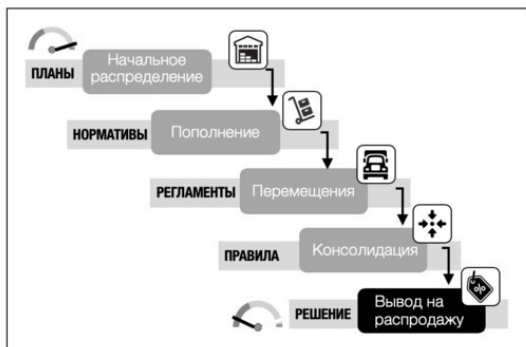 Начальное
ПЛАНЫ распределение
НОРМАТИВЫ Пополнение
РЕГЛАМЕНТЫ Перемещения
ПРАВИЛА Консолидация
%
РЕШЕНИЕ Вывод на
распродажу